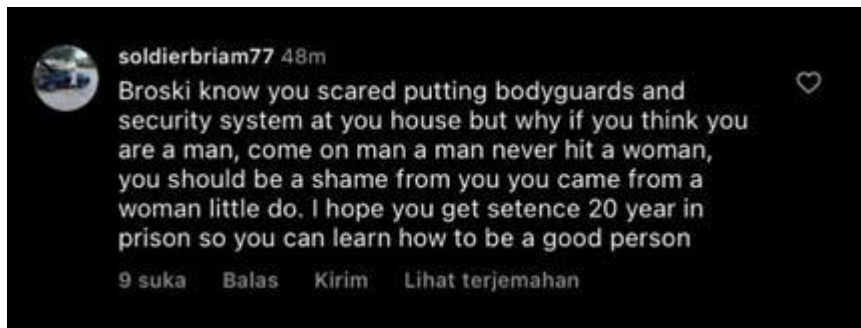 soldierbriam77 48m
Broski know you scared putting bodyguards and
security system at you house but why if you think you
are a man, come on man a man never hit a woman,
you should be a shame from you you came from a
woman little do. I hope you get setence 20 year in
prison so you can learn how to be a good person
9 suka Balas Kirim Lihat terjemahan